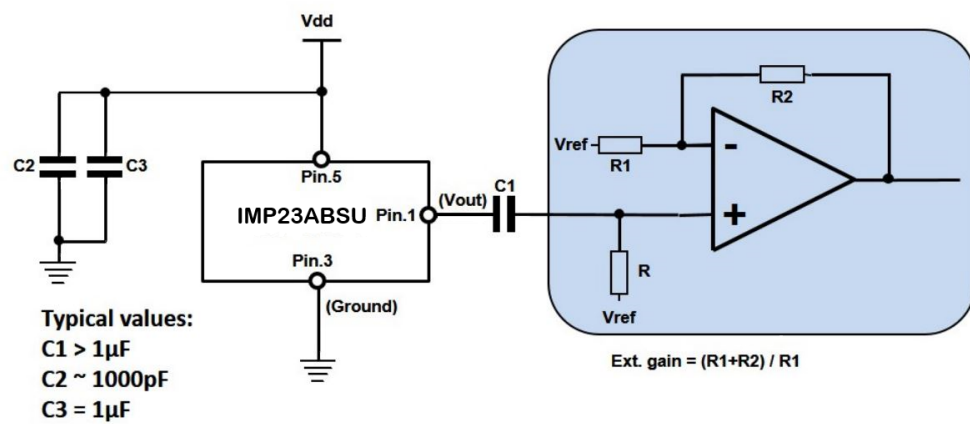 Vdd
C2
C3
Pin.5
IMP23ABSU
Pin.1
(Vout)
C1
Pin.3
(Ground)
Vref
R1
R2
-
+
R
Vref
Typical values:
C1 > 1µF
C2 ~ 1000pF
C3 = 1µF
Ext. gain = (R1+R2) / R1